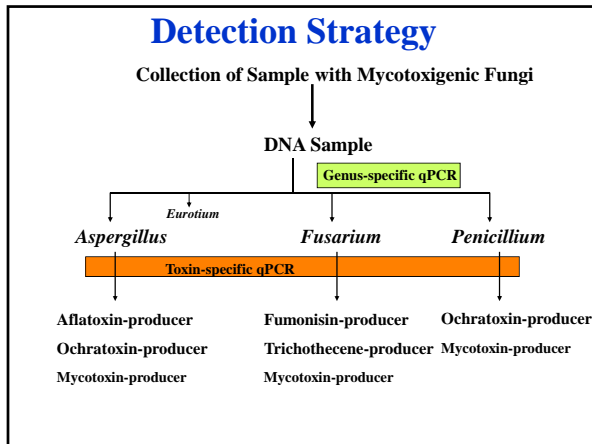 Detection Strategy
Collection of Sample with Mycotoxigenic Fungi
DNA Sample
Genus-specific qPCR
Eurotium
Aspergillus Fusarium Penicillium
Toxin-specific qPCR
Aflatoxin-producer Fumonisin-producer Ochratoxin-producer
Ochratoxin-producer Trichothecene-producer Mycotoxin-producer
Mycotoxin-producer Mycotoxin-producer